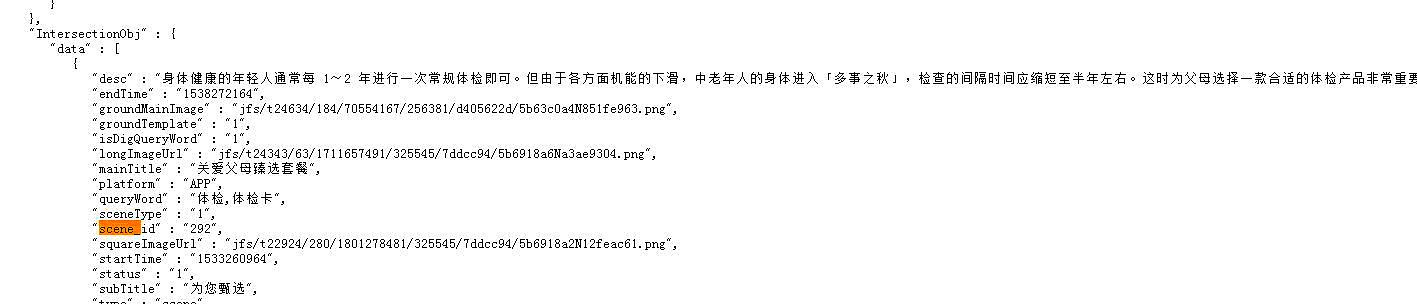 }
},
"IntersectionObj" : {
"data" : [
{
"desc" : "身体健康的年轻人通常每 1～2 年进行一次常规体检即可。但由于各方面机能的下滑，中老年人的身体进入「多事之秋」，检查的间隔时间应缩短至半年左右。这时为父母选择一款合适的体检产品非常重要
"endTime" : "1538272164",
"groundMainImage" : "jfs/t24634/184/70554167/256381/d405622d/5b63c0a4N851fe963.png",
"groundTemplate" : "1",
"isDigQueryWord" : "1",
"longImageUrl" : "jfs/t24343/63/1711657491/325545/7ddcc94/5b6918a6Na3ae9304.png",
"mainTitle" : "关爱父母臻选套餐",
"platform" : "APP",
"queryWord" : "体检,体检卡",
"sceneType" : "1",
"scene_id" : "292",
"squareImageUrl" : "jfs/t22924/280/1801278481/325545/7ddcc94/5b6918a2N12feac61.png",
"startTime" : "1533260964",
"status" : "1",
"subTitle" : "为您甄选",
"type" : "scene"